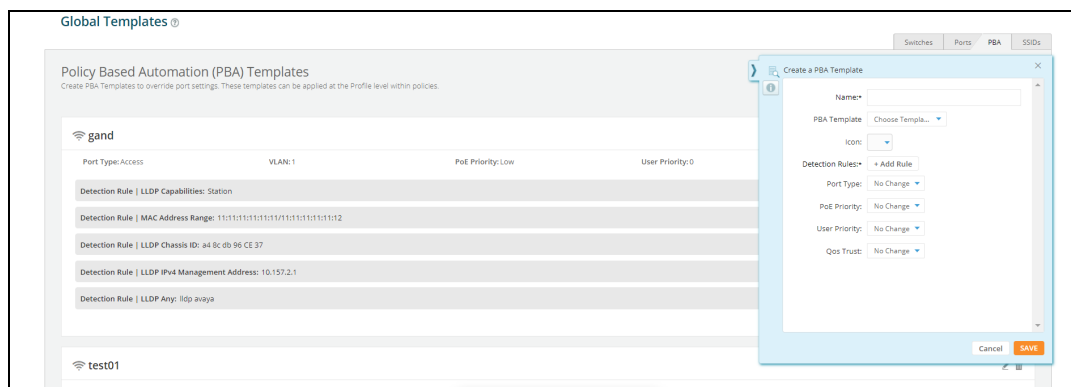 Global Templates
Switches Ports PBA SSIDs
Policy Based Automation (PBA) Templates
Create PBA Templates to override port settings. These templates can be applied at the Profile level within policies.
gand
Port Type: Access VLAN: 1 PoE Priority: Low User Priority: 0
Detection Rule | LLDP Capabilities: Station
Detection Rule | MAC Address Range: 11:11:11:11:11:11/11:11:11:11:11:12
Detection Rule | LLDP Chassis ID: a4 8c db 96 CE 37
Detection Rule | LLDP IPv4 Management Address: 10.157.2.1
Detection Rule | LLDP Any: lldp avaya
test01
Create a PBA Template
Name:*
PBA Template Choose Templa...
Icon:
Detection Rules:* + Add Rule
Port Type: No Change
PoE Priority: No Change
User Priority: No Change
Qos Trust: No Change
Cancel SAVE